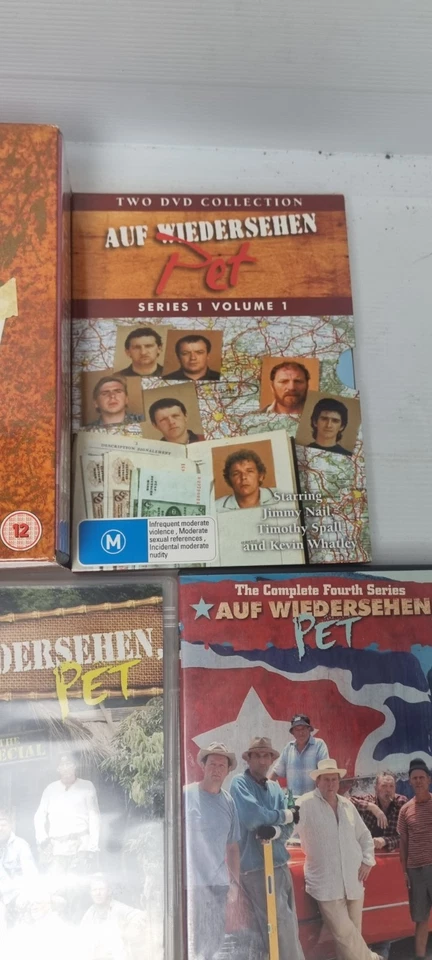 TWO DVD COLLECTION
AUF WIEDERSEHEN
Pet
SERIES 1 VOLUME 1
Starring
Jimmy Nail
Timothy Spall
and Kevin Whatley
M
Infrequent moderate
violence, Moderate
sexual references,
Incidental moderate
nudity
12
DERSEHEN,
PET
The Complete Fourth Series
AUF WIEDERSEHEN
PET